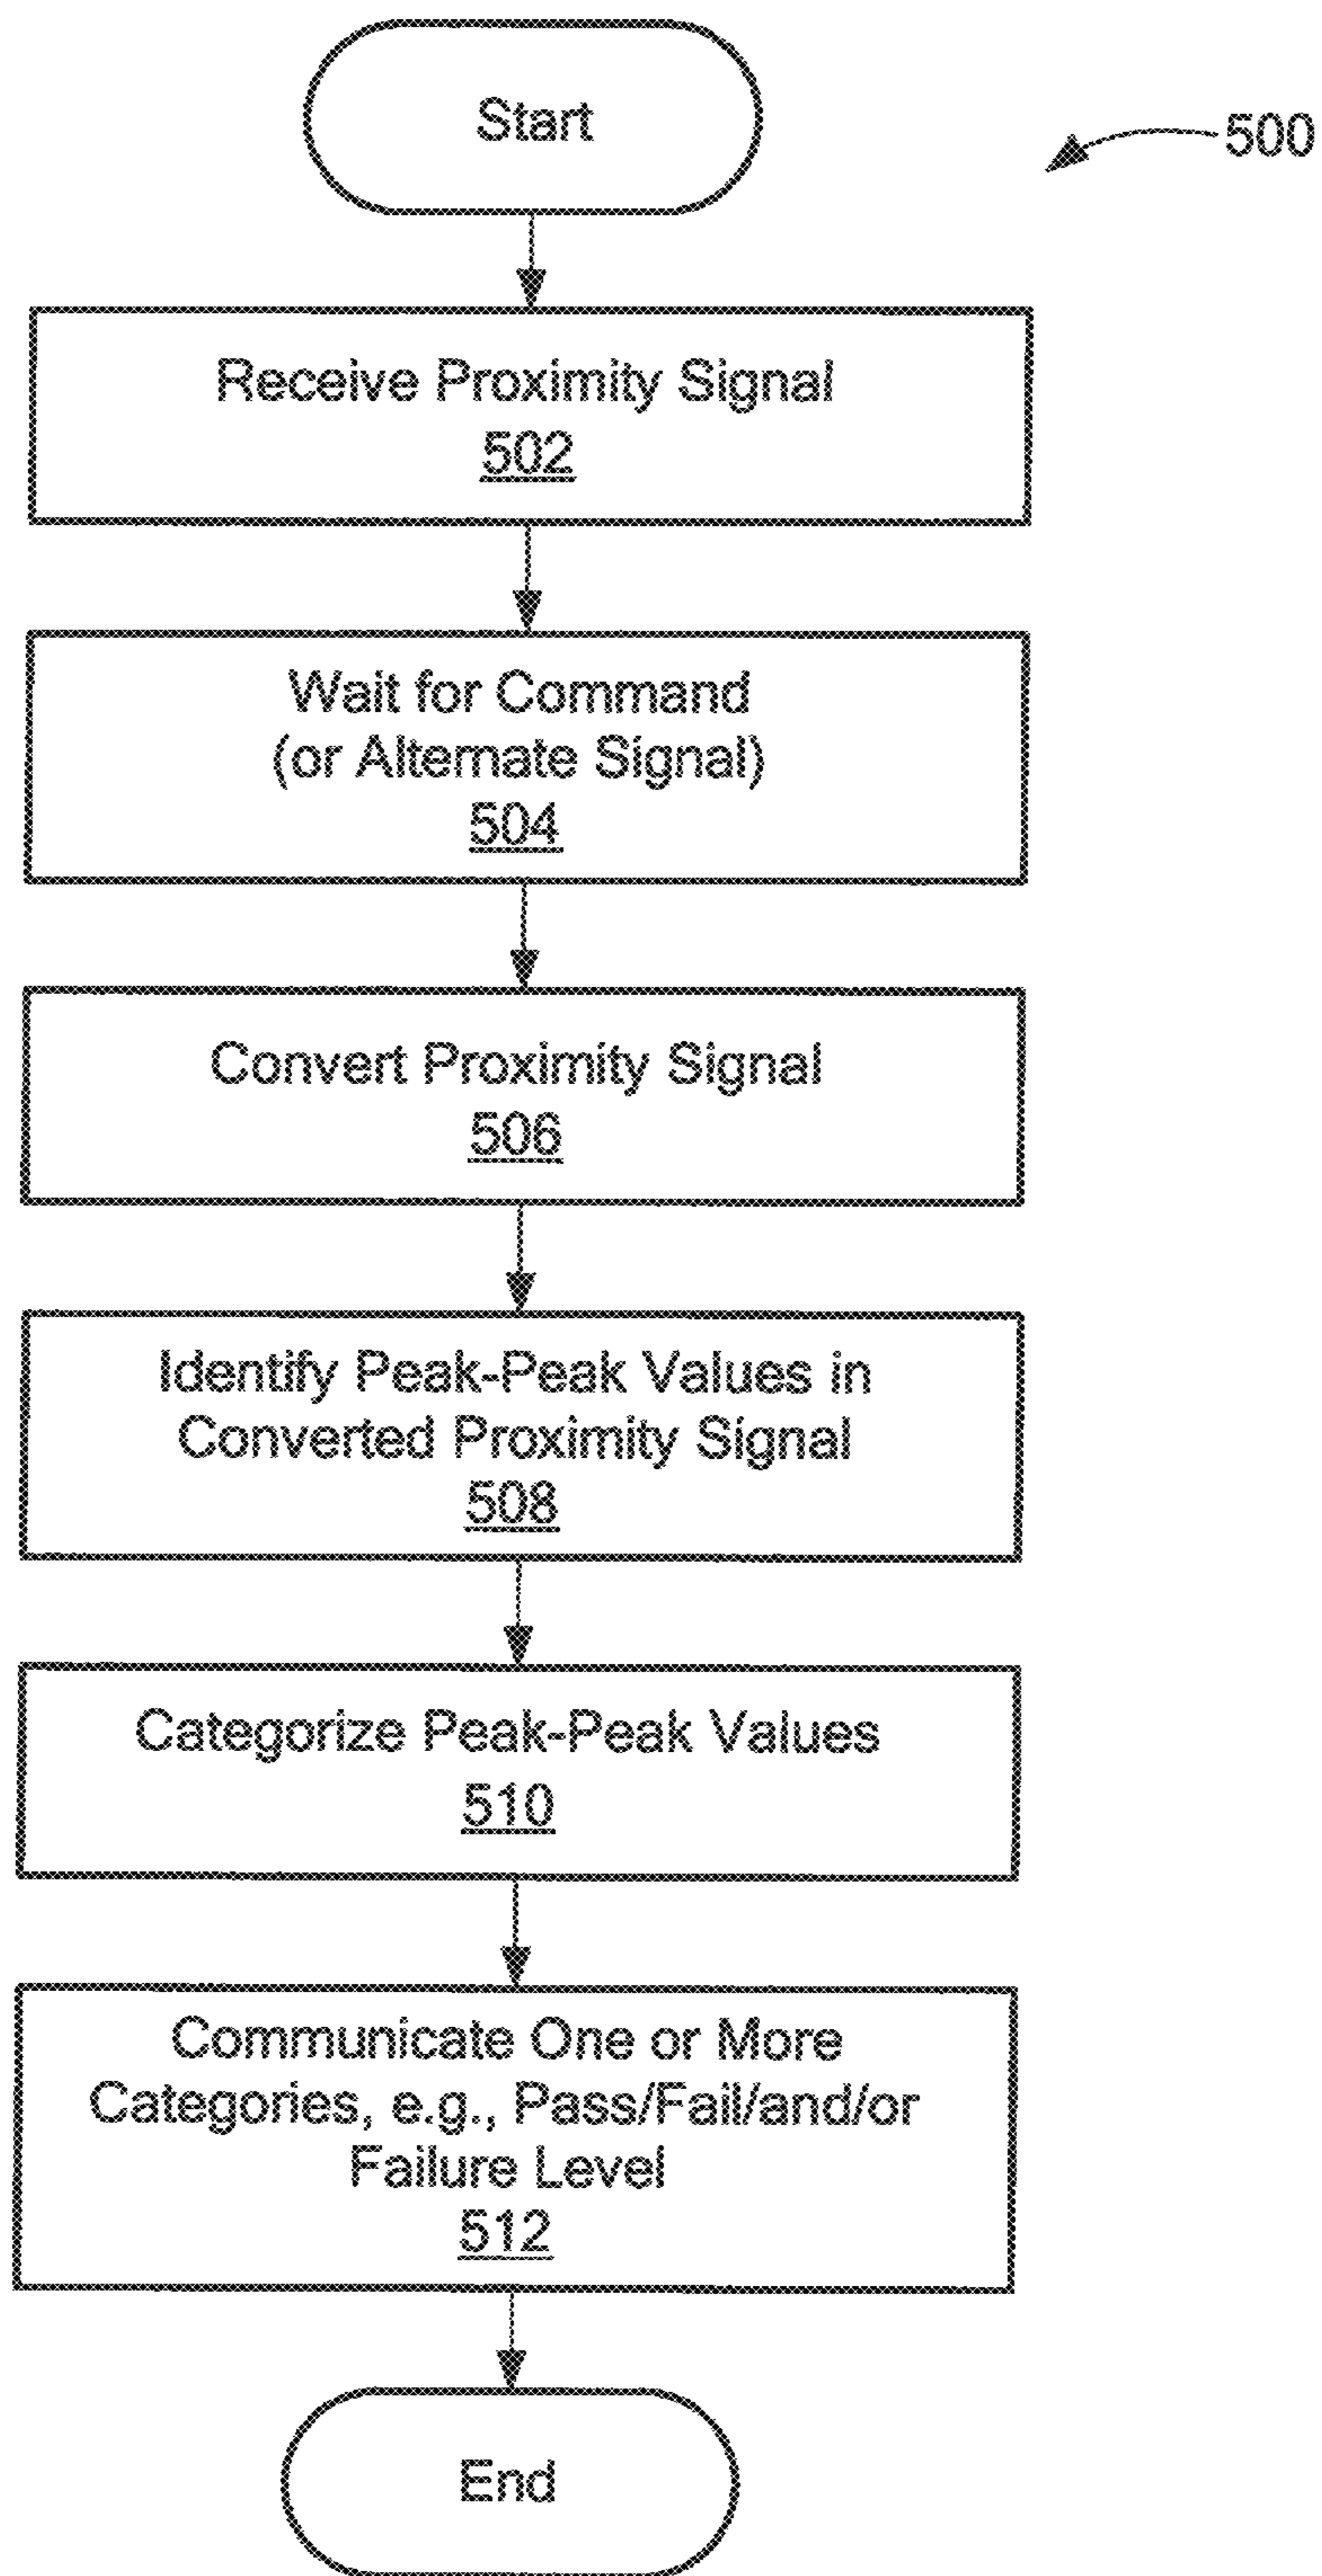 Start
500
Receive Proximity Signal
502
Wait for Command
(or Alternate Signal)
504
Convert Proximity Signal
506
Identify Peak-Peak Values in
Converted Proximity Signal
508
Categorize Peak-Peak Values
510
Communicate One or More
Categories, e.g., Pass/Fail/and/or
Failure Level
512
End